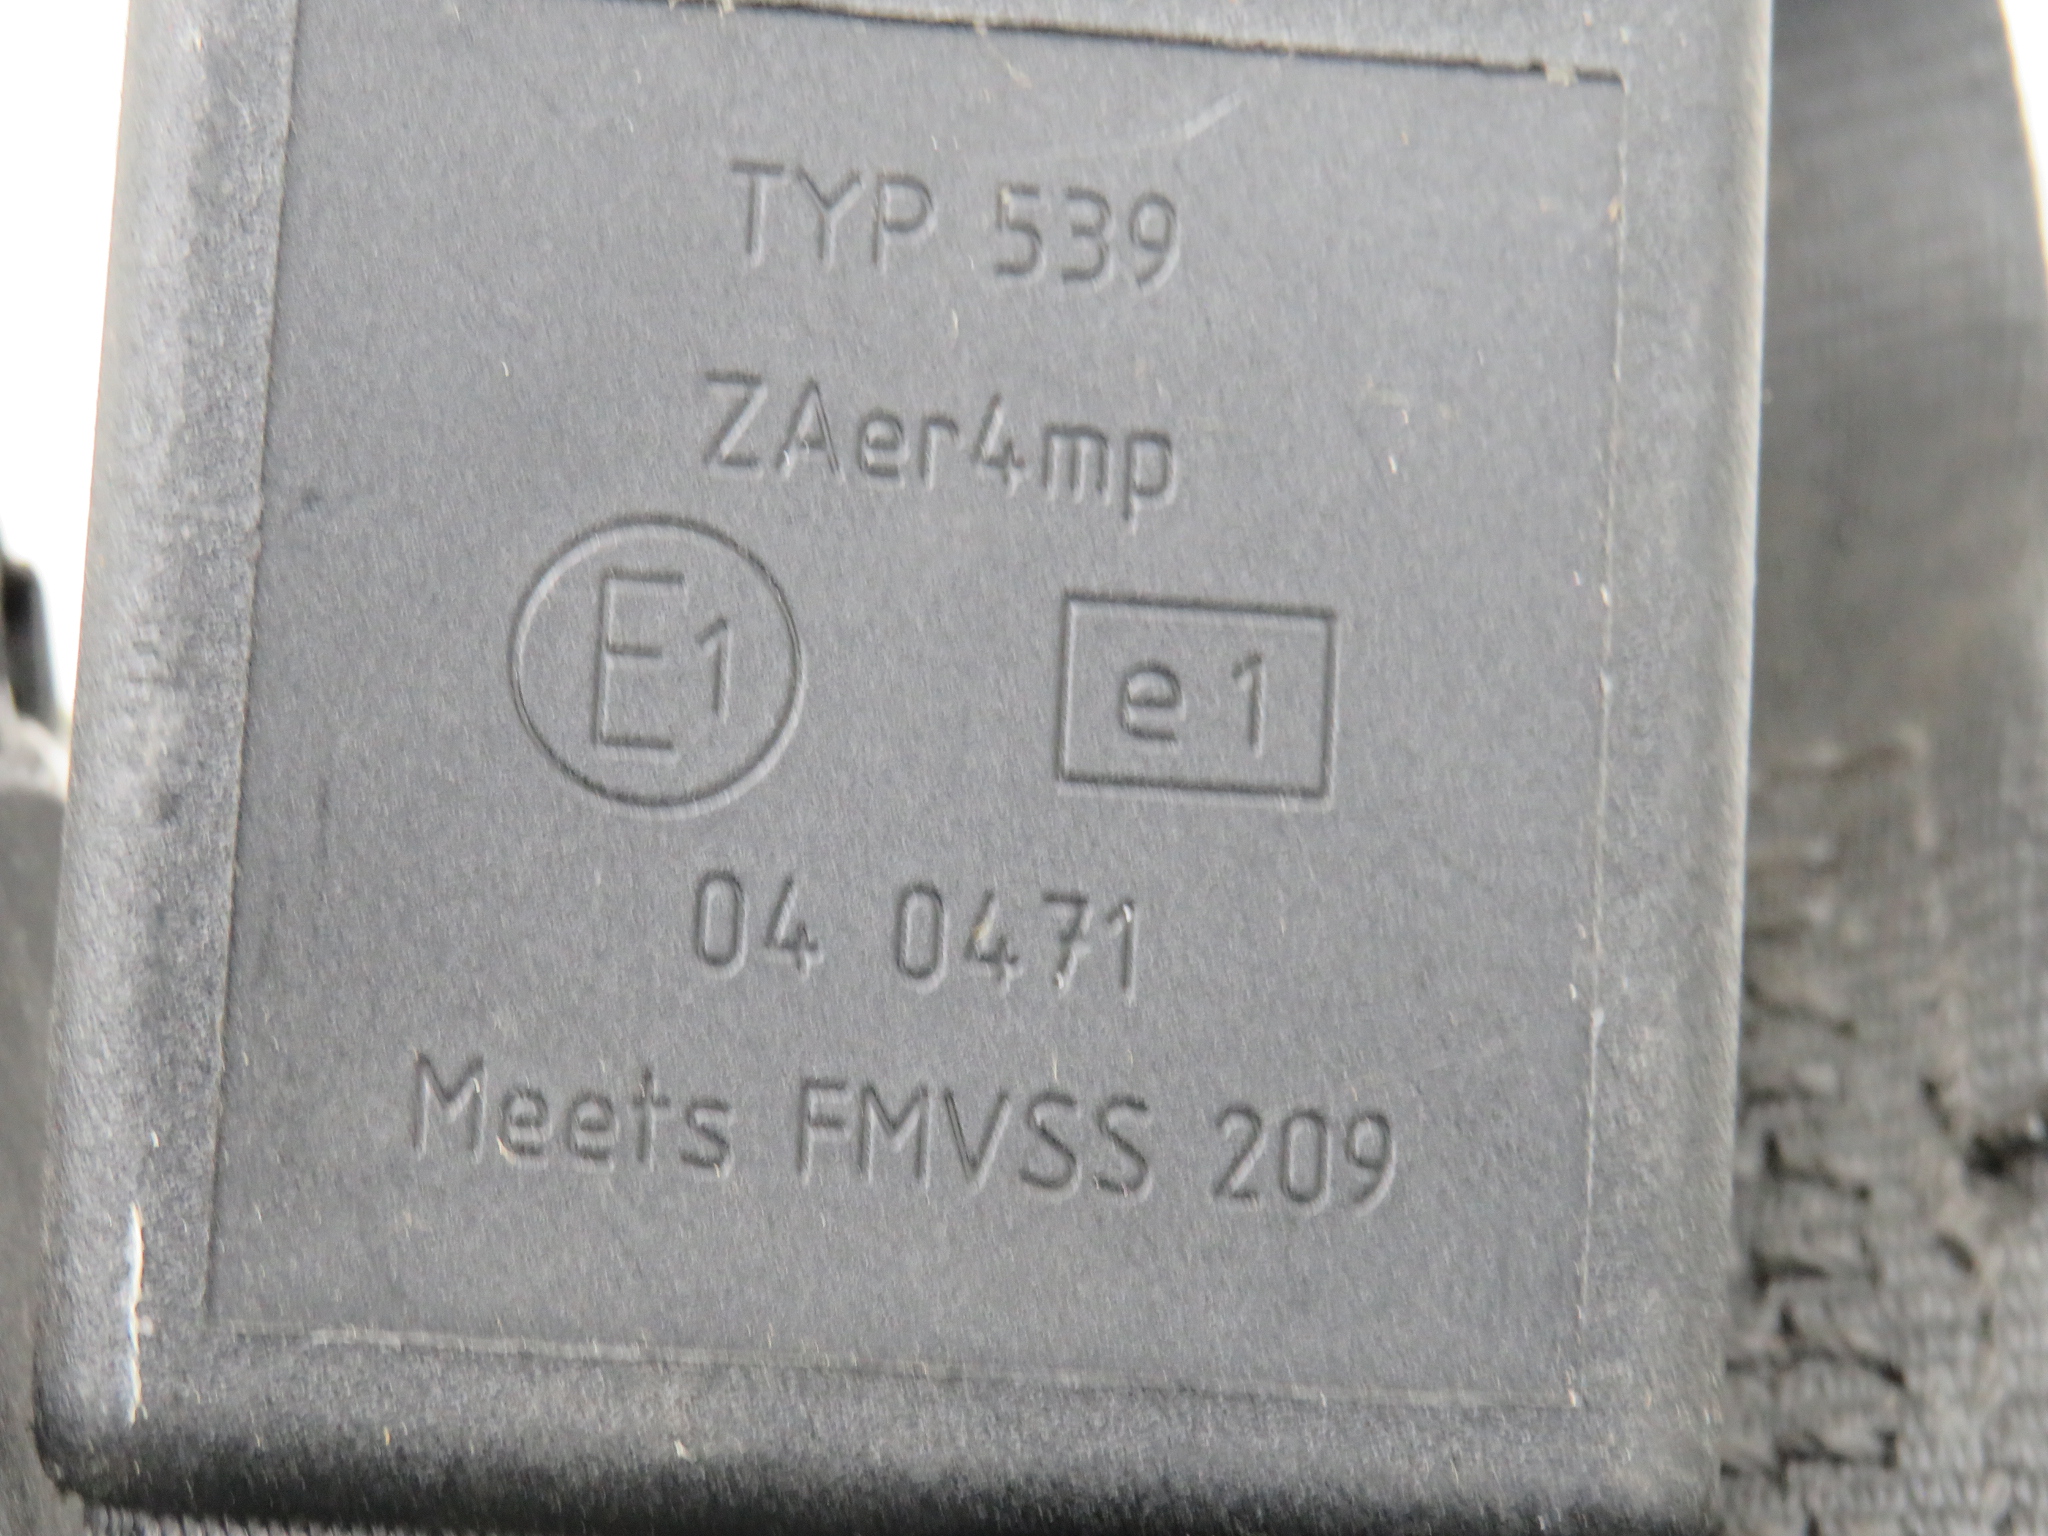 TYP 539
ZAer4mp
E1 e1
04 0471
Meets FMVSS 209